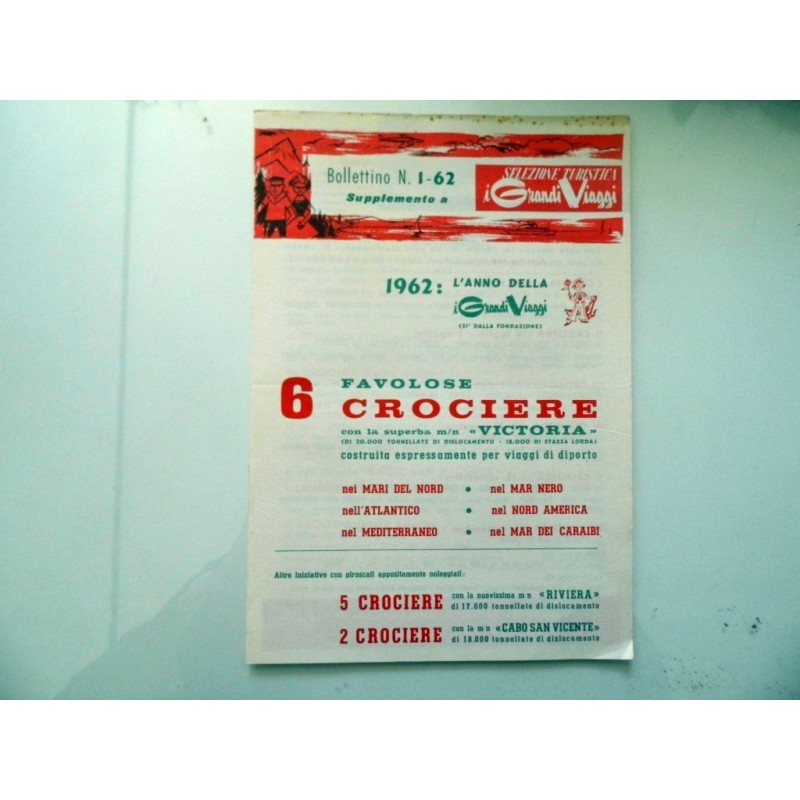 Bollettino N. 1-62
Supplemento a
SELEZIONE TURISTICA
i Grandi Viaggi
1962: L'ANNO DELLA
i Grandi Viaggi
(31° DALLA FONDAZIONE)
6 FAVOLOSE
CROCIERE
con la superba m/n «VICTORIA»
(DI 20.000 TONNELLATE DI DISLOCAMENTO - 18.000 DI STAZZA LORDA)
costruita espressamente per viaggi di diporto
nei MARI DEL NORD • nel MAR NERO
nell'ATLANTICO • nel NORD AMERICA
nel MEDITERRANEO • nel MAR DEI CARAIBI
Altre iniziative con piroscafi appositamente noleggiati:
5 CROCIERE con la nuovissima m/n «RIVIERA»
di 17.600 tonnellate di dislocamento
2 CROCIERE con la m/n «CABO SAN VICENTE»
di 18.000 tonnellate di dislocamento